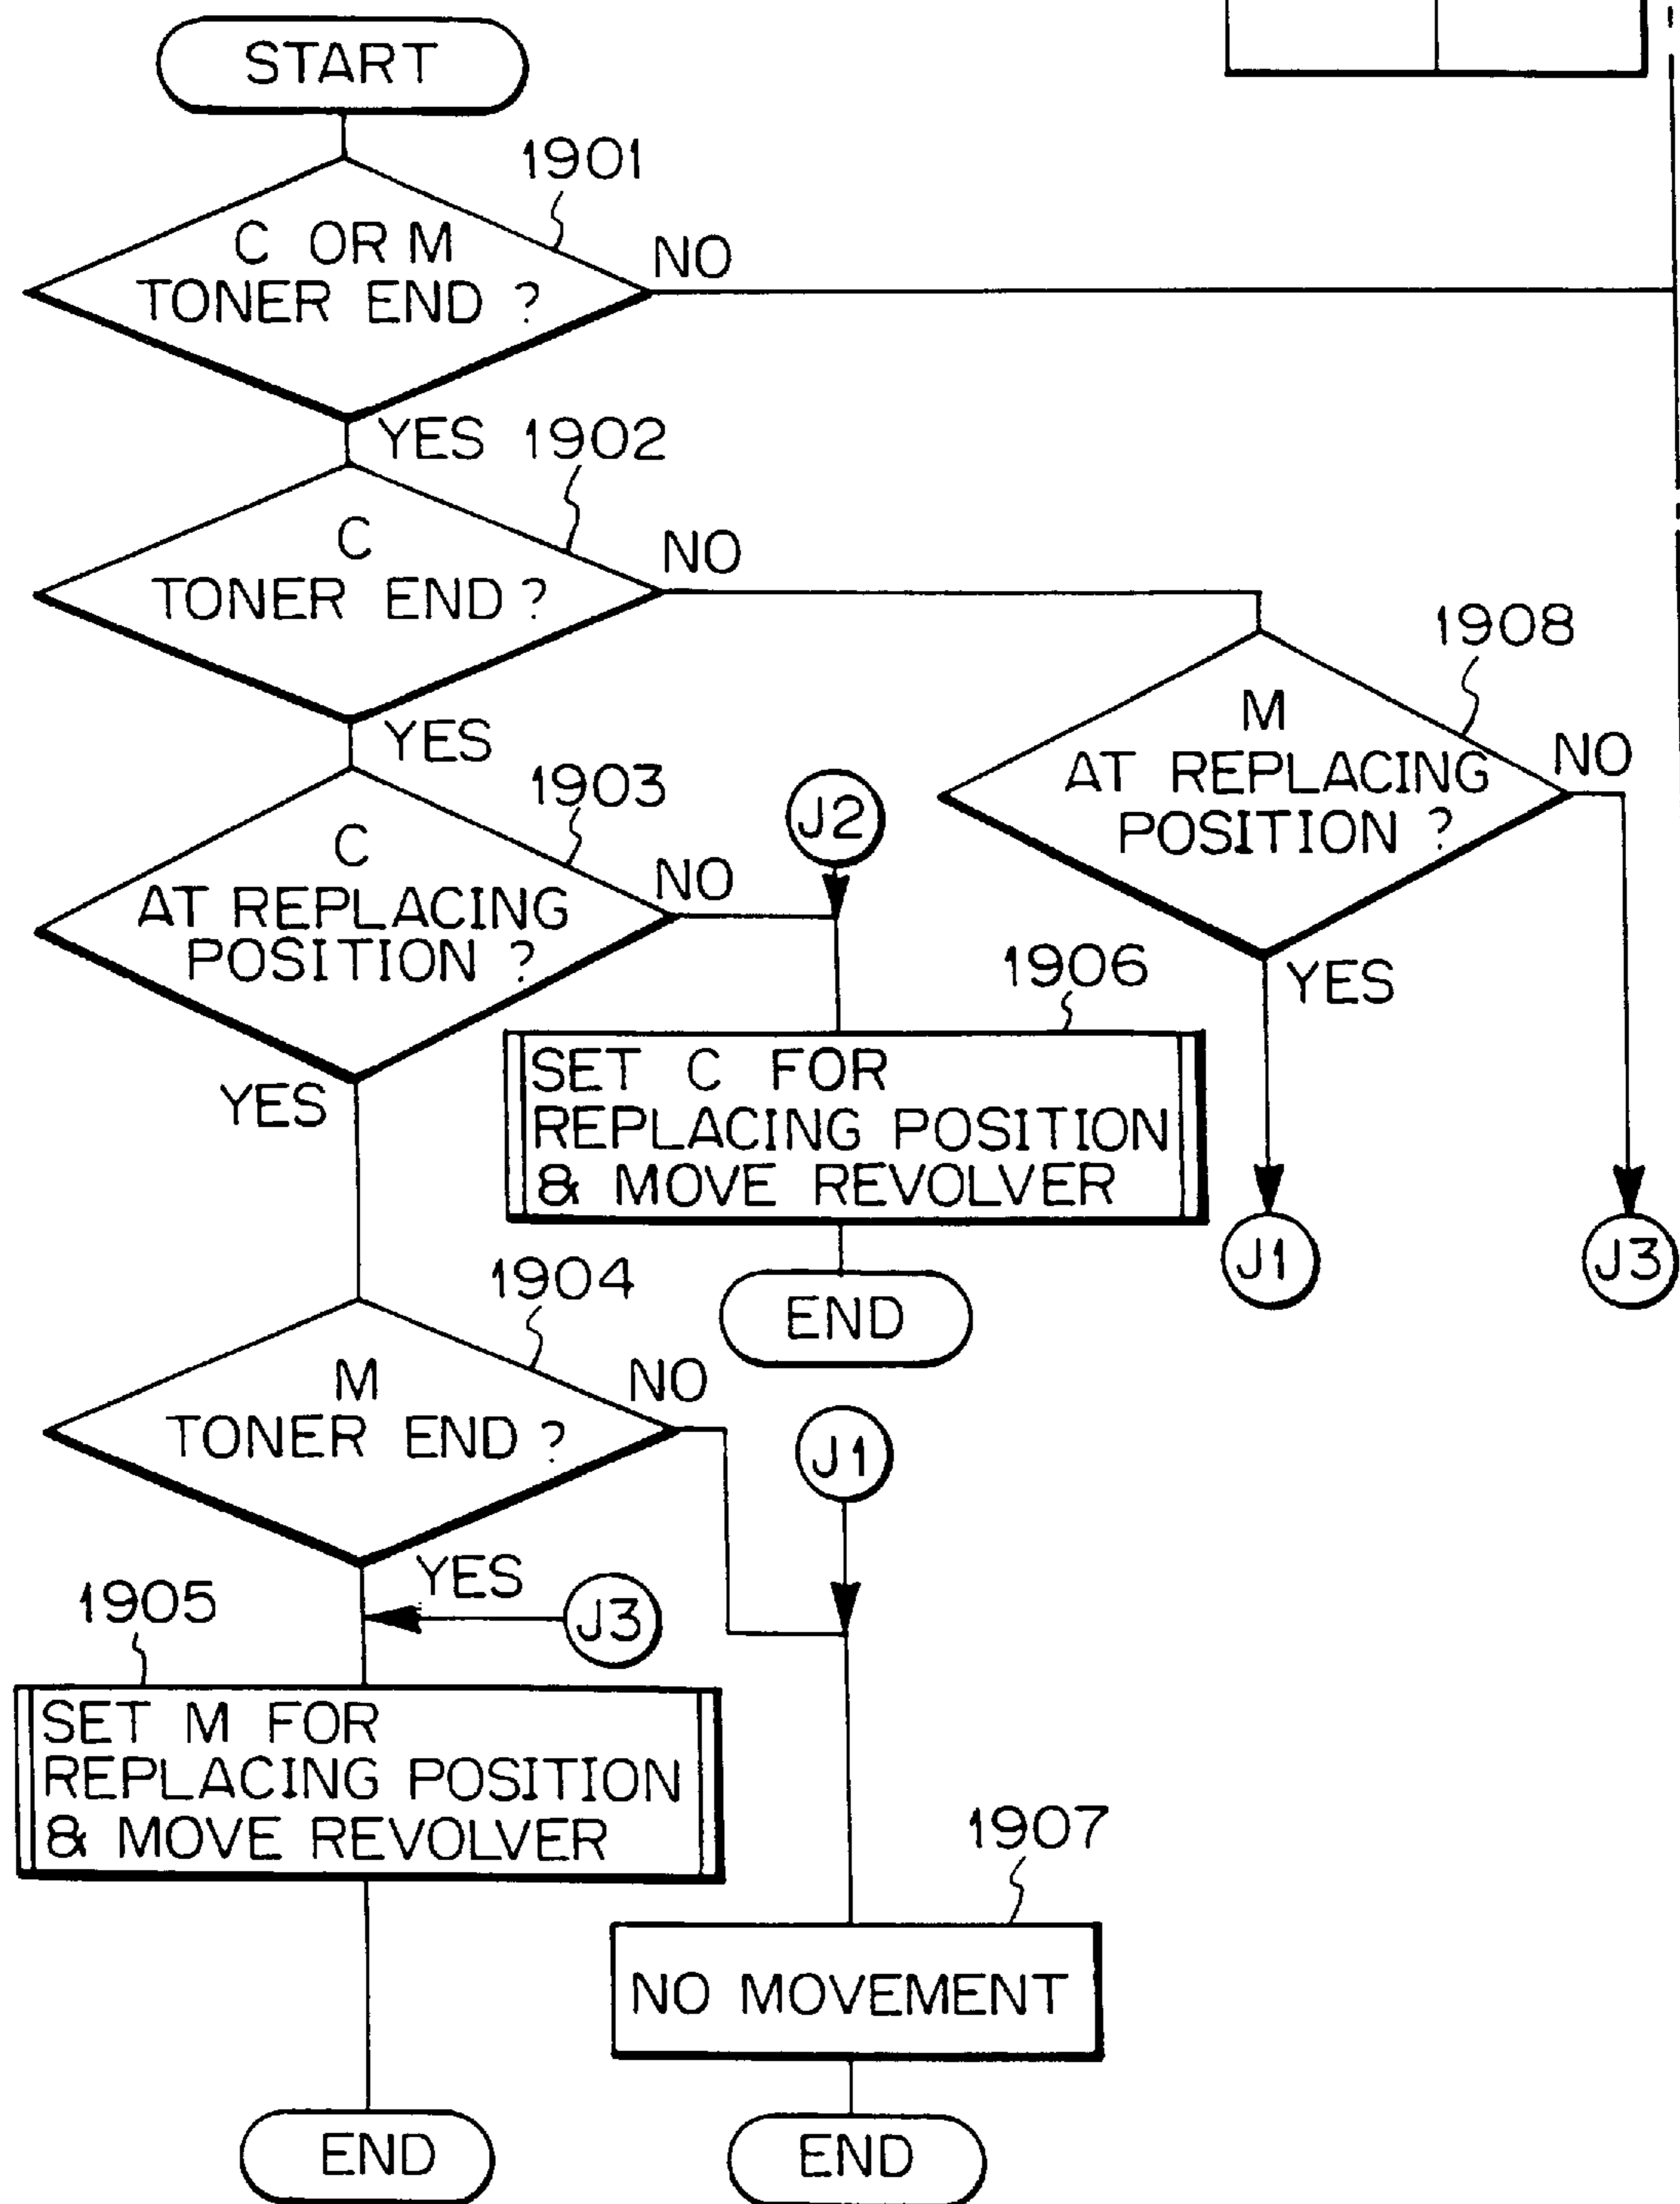 START
1901
C OR M
TONER END ?
NO
YES
1902
C
TONER END ?
NO
1908
M
AT REPLACING
POSITION ?
NO
YES
J1
J3
YES
1903
C
AT REPLACING
POSITION ?
NO
J2
1906
SET C FOR
REPLACING POSITION
& MOVE REVOLVER
END
YES
1904
M
TONER END ?
NO
J1
YES
J3
1905
SET M FOR
REPLACING POSITION
& MOVE REVOLVER
1907
NO MOVEMENT
END
END